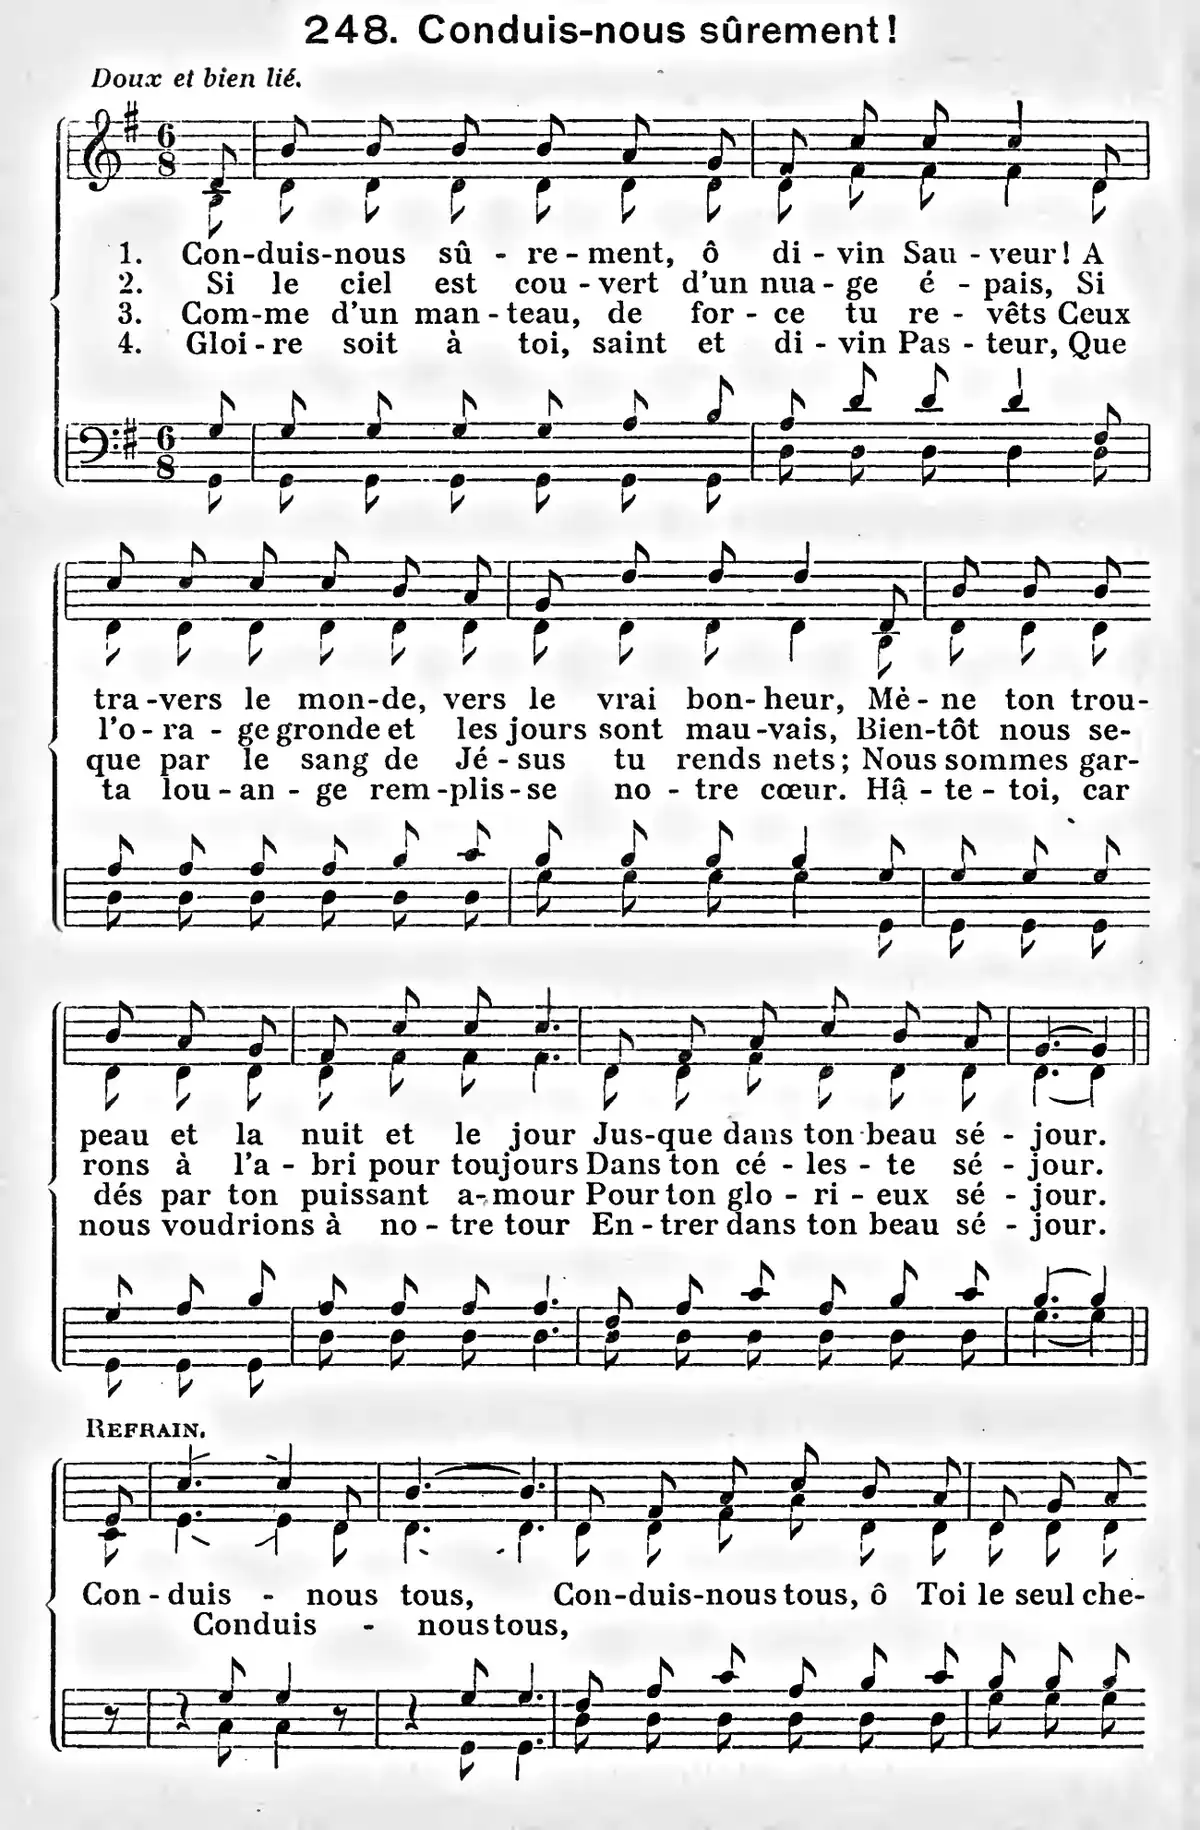 248. Conduis-nous sûrement!
Doux et bien lié.
1. Con-duis-nous sû - re - ment, ô di - vin Sau - veur! A
2. Si le ciel est cou - vert d'un nua - ge é - pais, Si
3. Com-me d'un man - teau, de for - ce tu re - vêts Ceux
4. Gloi - re soit à toi, saint et di - vin Pas - teur, Que
tra - vers le mon-de, vers le vrai bon- heur, Mè - ne ton trou-
l'o - ra - ge gronde et les jours sont mau -vais, Bien-tôt nous se-
que par le sang de Jé - sus tu rends nets; Nous sommes gar-
ta lou - an - ge rem -plis - se no - tre cœur. Hâ - te - toi, car
peau et la nuit et le jour Jus-que dans ton beau sé - jour.
rons à l'a - bri pour toujours Dans ton cé - les - te sé - jour.
dés par ton puissant a- mour Pour ton glo - ri - eux sé - jour.
nous voudrions à no - tre tour En - trer dans ton beau sé - jour.
REFRAIN.
Con - duis - nous tous, Con-duis-nous tous, ô Toi le seul che-
Conduis - nous tous,